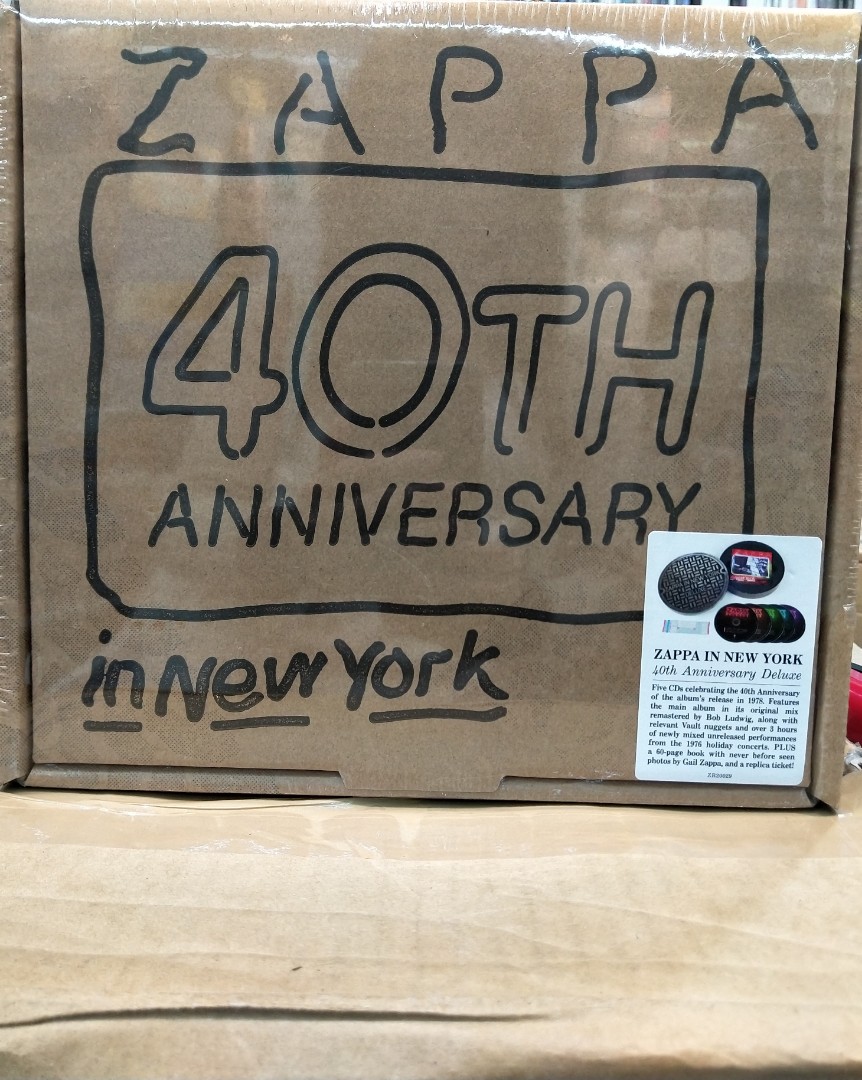 ZAPPA
40TH
ANNIVERSARY
in New York
ZAPPA IN NEW YORK
40th Anniversary Deluxe
Five CDs celebrating the 40th Anniversary
of the album's release in 1978. Features
the main album in its original mix
remastered by Bob Ludwig, along with
relevant Vault nuggets and over 3 hours
of newly mixed unreleased performances
from the 1976 holiday concerts. PLUS
a 60-page book with never before seen
photos by Gail Zappa, and a replica ticket!
ZR20029